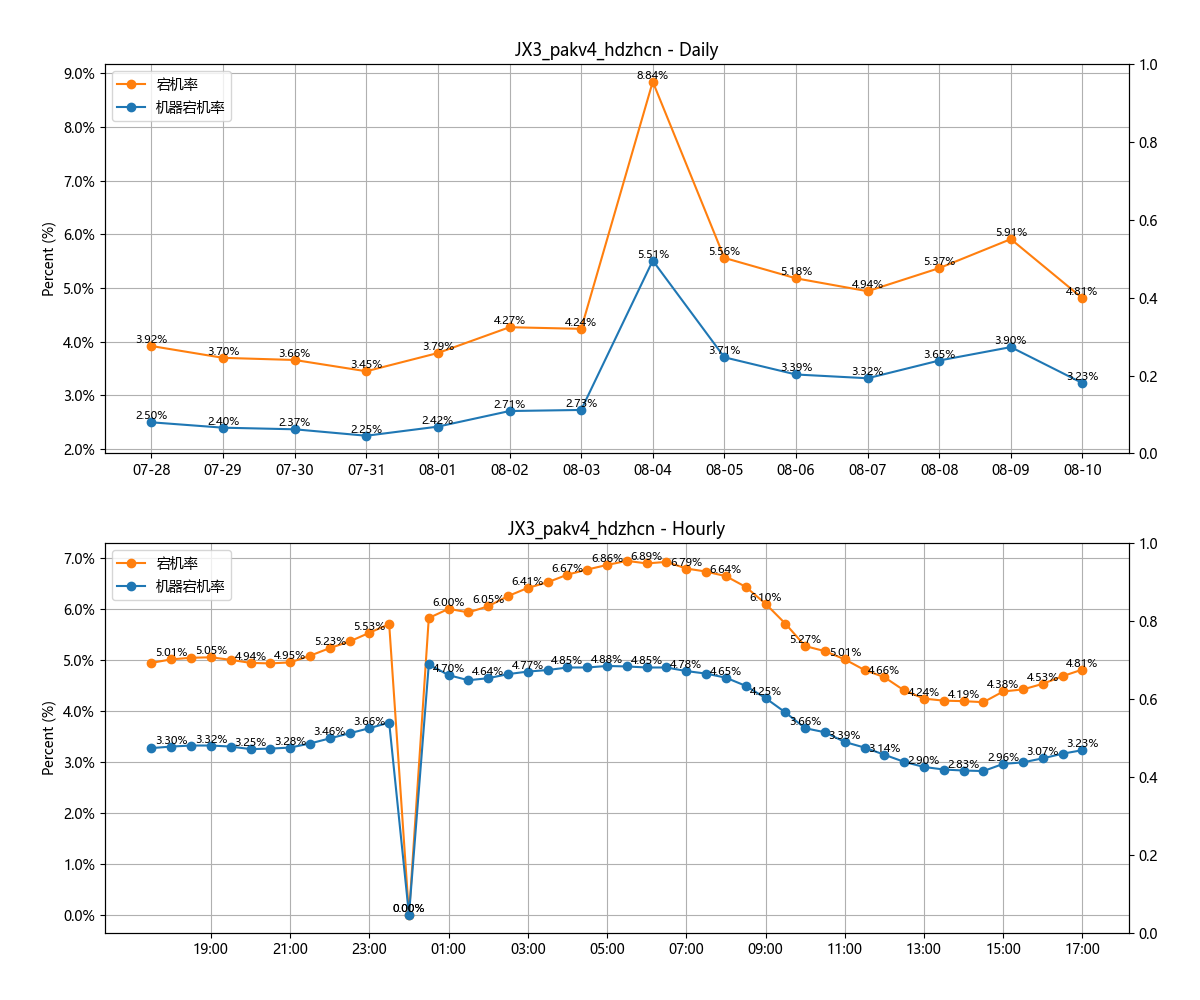 JX3_pakv4_hdzhcn - Daily
宕机率
机器宕机率
Percent (%)
9.0%
8.0%
7.0%
6.0%
5.0%
4.0%
3.0%
2.0%
1.0
0.8
0.6
0.4
0.2
0.0
3.92% 3.70% 3.66% 3.45% 3.79% 4.27% 4.24% 8.84% 5.56% 5.18% 4.94% 5.37% 5.91% 4.81%
2.50% 2.40% 2.37% 2.25% 2.42% 2.71% 2.73% 5.51% 3.71% 3.39% 3.32% 3.65% 3.90% 3.23%
07-28 07-29 07-30 07-31 08-01 08-02 08-03 08-04 08-05 08-06 08-07 08-08 08-09 08-10
JX3_pakv4_hdzhcn - Hourly
宕机率
机器宕机率
Percent (%)
7.0%
6.0%
5.0%
4.0%
3.0%
2.0%
1.0%
0.0%
1.0
0.8
0.6
0.4
0.2
0.0
5.01% 5.05% 4.94% 4.95% 5.23% 5.53% 0.00% 6.00% 6.05% 6.41% 6.67% 6.86% 6.89% 6.79% 6.64% 6.10% 5.27% 5.01% 4.66% 4.24% 4.19% 4.38% 4.53% 4.81%
3.30% 3.32% 3.25% 3.28% 3.46% 3.66% 0.00% 4.70% 4.64% 4.77% 4.85% 4.88% 4.85% 4.78% 4.65% 4.25% 3.66% 3.39% 3.14% 2.90% 2.83% 2.96% 3.07% 3.23%
19:00 21:00 23:00 01:00 03:00 05:00 07:00 09:00 11:00 13:00 15:00 17:00